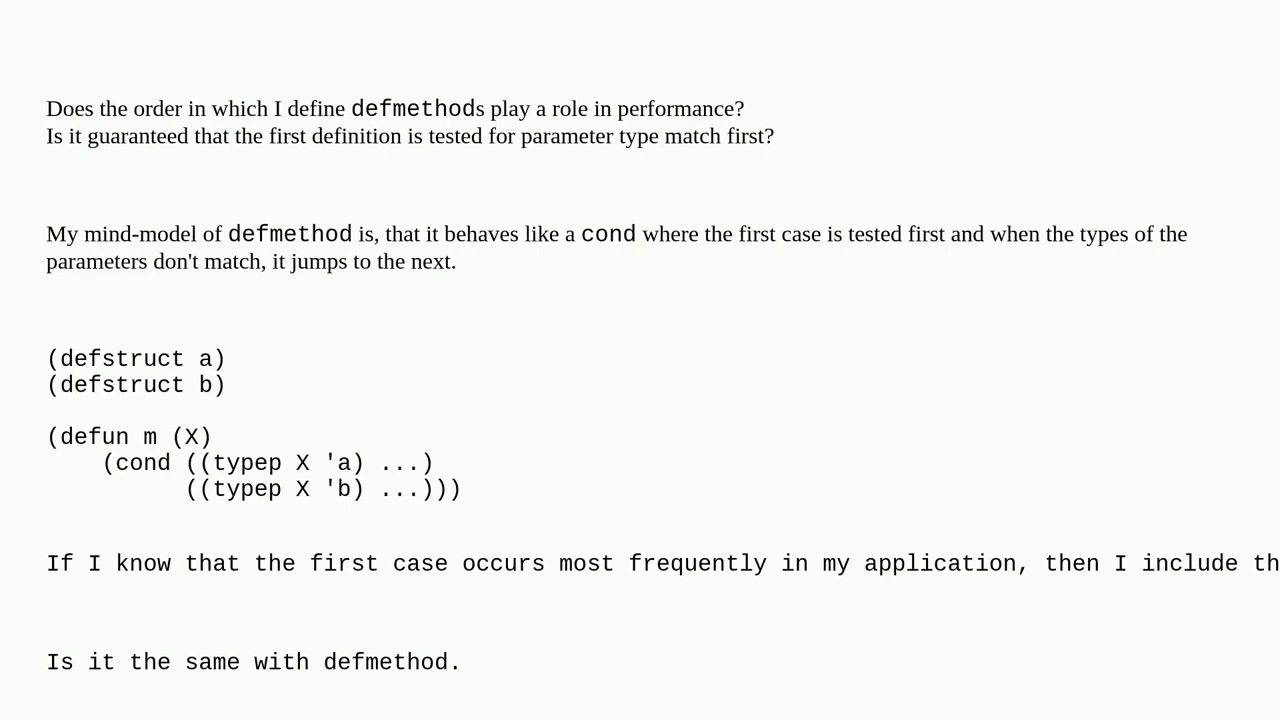 Does the order in which I define defmethods play a role in performance?
Is it guaranteed that the first definition is tested for parameter type match first?
My mind-model of defmethod is, that it behaves like a cond where the first case is tested first and when the types of the
parameters don't match, it jumps to the next.
(defstruct a)
(defstruct b)
(defun m (X)
    (cond ((typep X 'a) ...)
          ((typep X 'b) ...)))
If I know that the first case occurs most frequently in my application, then I include th
Is it the same with defmethod.